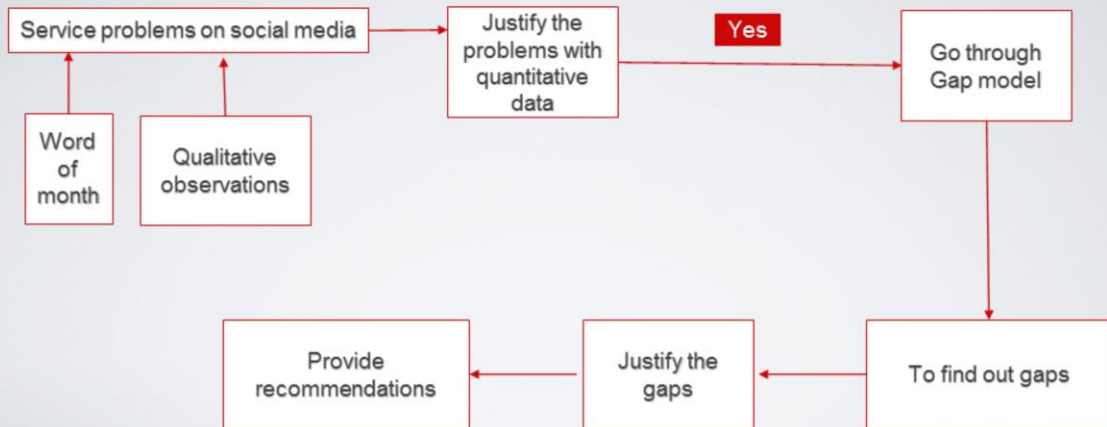 Service problems on social media
Justify the
problems with
quantitative
data
Yes
Go through
Gap model
Word
of
month
Qualitative
observations
Provide
recommendations
Justify the
gaps
To find out gaps